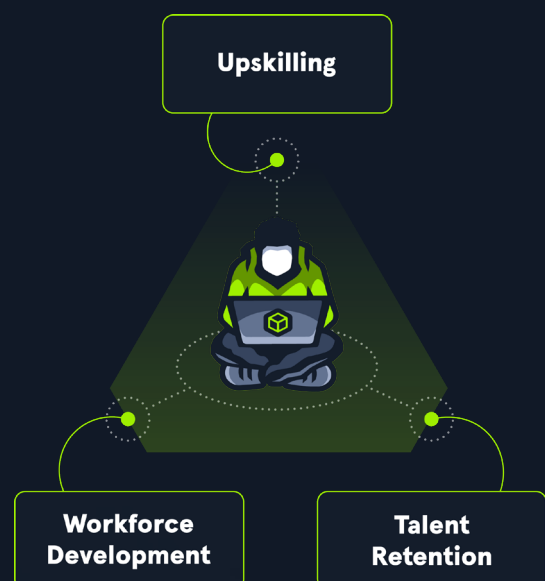 Upskilling
Workforce
Development
Talent
Retention